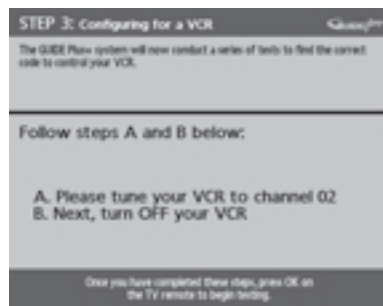 STEP 3: Configuring for a VCR
The GUIDE Plus+ system will now conduct a series of tests to find the correct
code to control your VCR.
Follow steps A and B below:
A. Please tune your VCR to channel 02
B. Next, turn OFF your VCR
Once you have completed these steps, press OK on
the TV remote to begin testing.